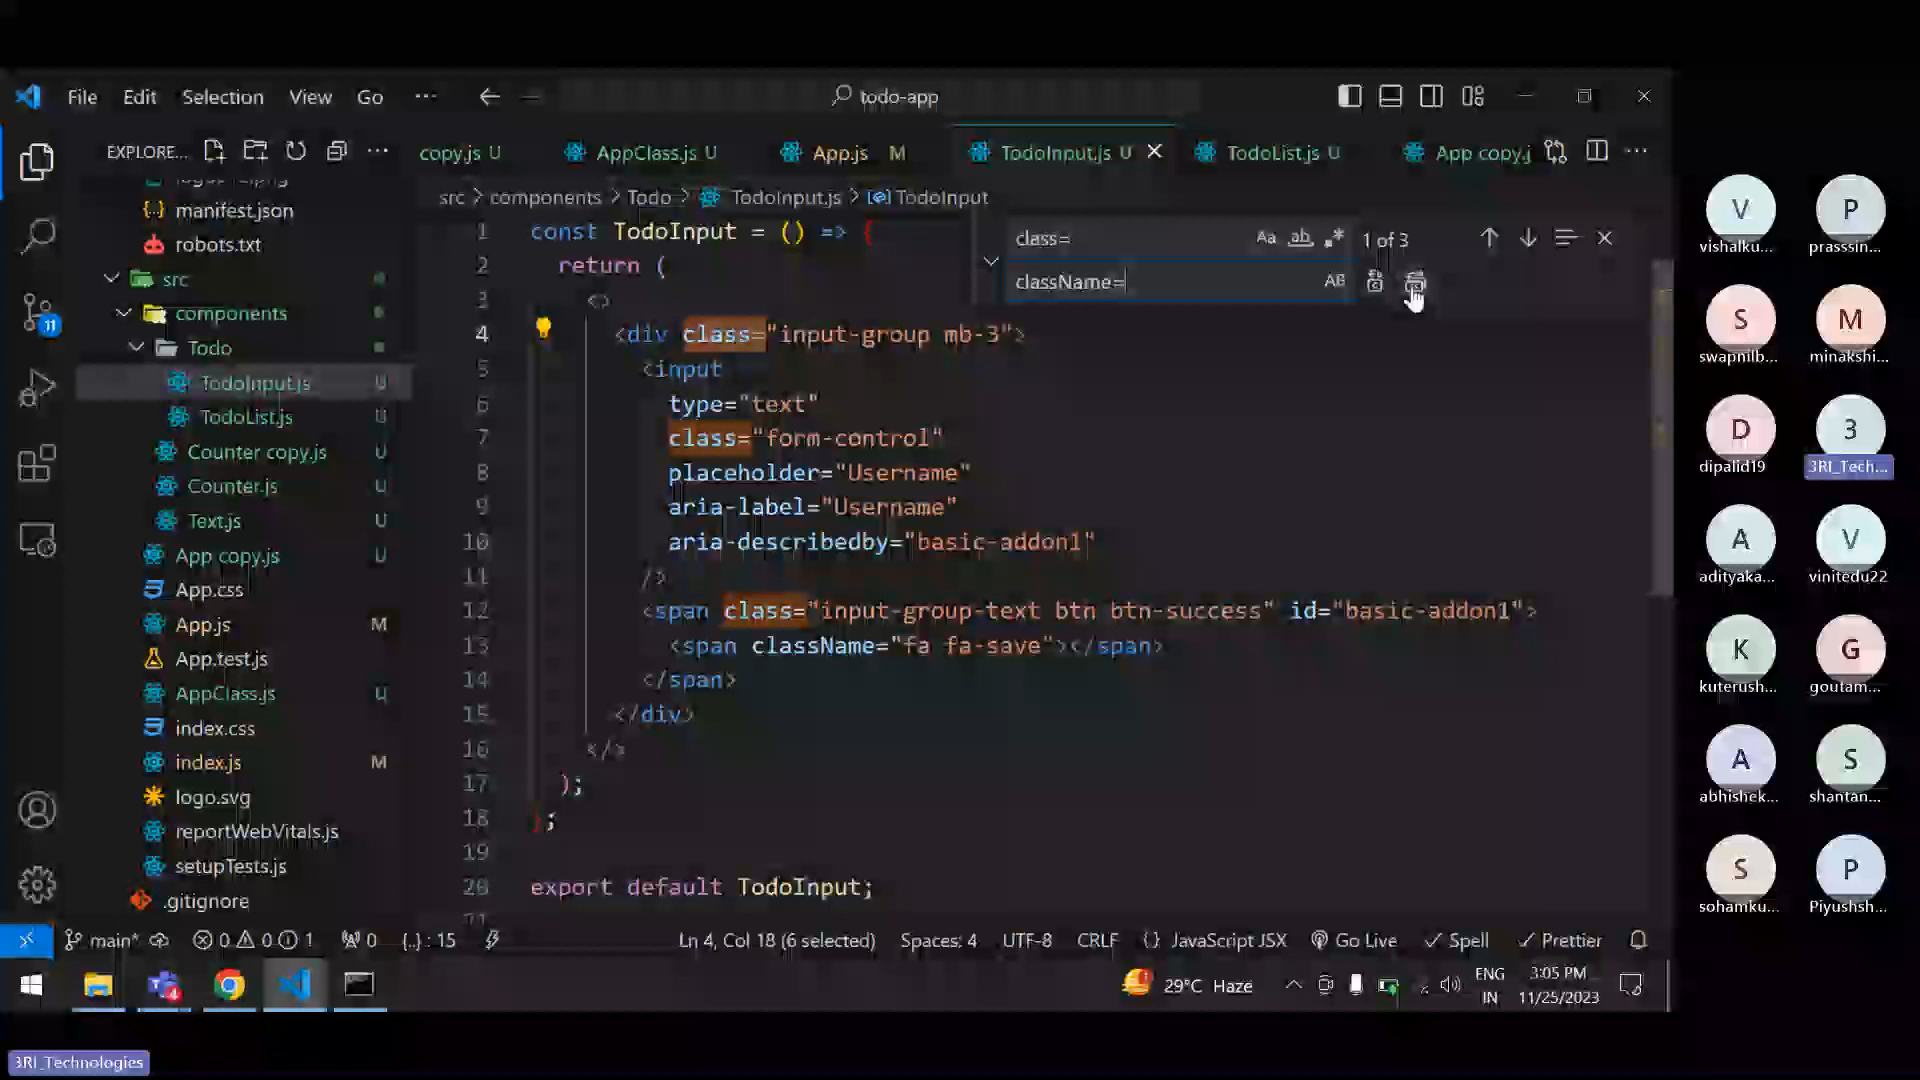 File Edit Selection View Go ···
todo-app
EXPLORE...
copy.js U
AppClass.js U
App.js M
TodoInput.js U
TodoList.js U
App copy.j
src > components > Todo > TodoInput.js > TodoInput
manifest.json
robots.txt
src
components
Todo
TodoInput.js U
TodoList.js U
Counter copy.js U
Counter.js U
Text.js U
App copy.js U
App.css
App.js M
App.test.js
AppClass.js U
index.css
index.js M
logo.svg
reportWebVitals.js
setupTests.js
.gitignore
11
class=
Aa ab .*
1 of 3
className=
AB
1 const TodoInput = () => {
2 return (
3 <>
4 <div class="input-group mb-3">
5 <input
6 type="text"
7 class="form-control"
8 placeholder="Username"
9 aria-label="Username"
10 aria-describedby="basic-addon1"
11 />
12 <span class="input-group-text btn btn-success" id="basic-addon1">
13 <span className="fa fa-save"></span>
14 </span>
15 </div>
16 </>
17 );
18 };
19
20 export default TodoInput;
21
main* 0 0 1 0 {..} : 15
Ln 4, Col 18 (6 selected) Spaces: 4 UTF-8 CRLF {} JavaScript JSX Go Live Spell Prettier
4
29°C Haze
ENG
IN
3:05 PM
11/25/2023
V
vishalku...
P
prasssin...
S
swapnilb...
M
minakshi...
D
dipalid19
3
3RI_Tech...
A
adityaka...
V
vinitedu22
K
kuterush...
G
goutam...
A
abhishek...
S
shantan...
S
sohamku...
P
Piyushsh...
3RI_Technologies